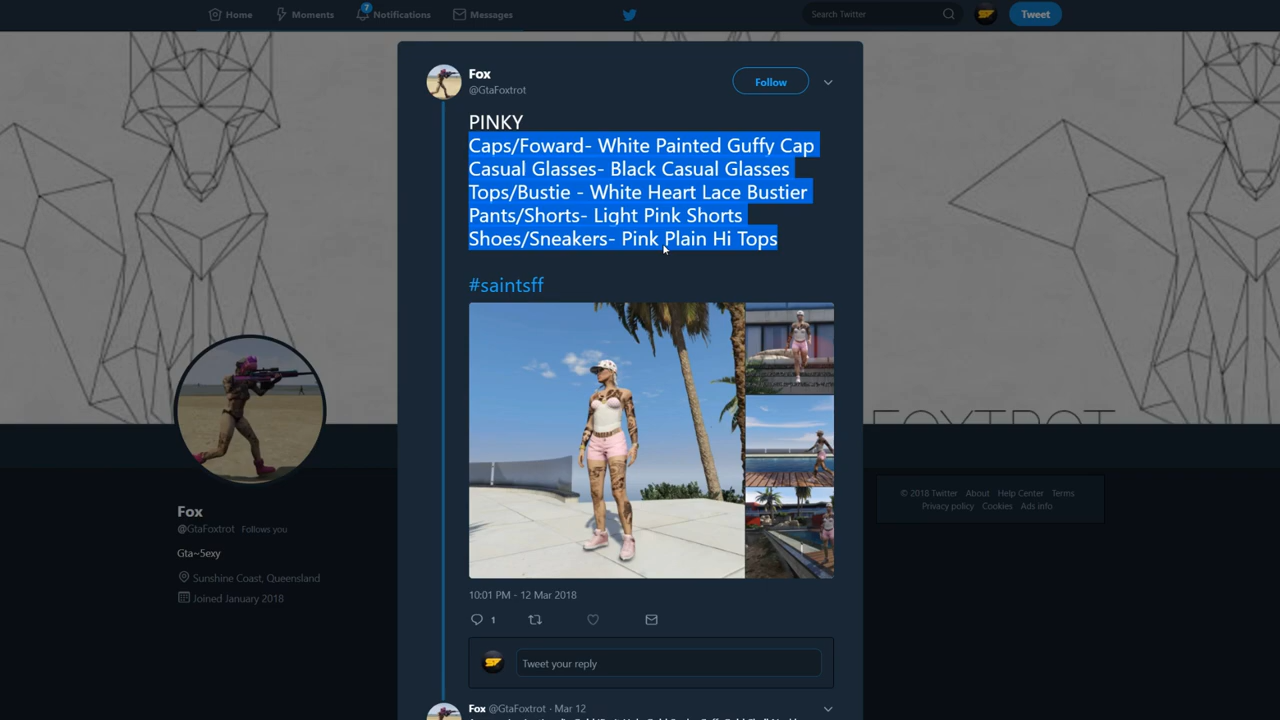 Home
Moments
7
Notifications
Messages
Search Twitter
Tweet
Fox
@GtaFoxtrot
Follow
PINKY
Caps/Foward- White Painted Guffy Cap
Casual Glasses- Black Casual Glasses
Tops/Bustie - White Heart Lace Bustier
Pants/Shorts- Light Pink Shorts
Shoes/Sneakers- Pink Plain Hi Tops
#saintsff
10:01 PM - 12 Mar 2018
1
Tweet your reply
Fox @GtaFoxtrot - Mar 12
FOXTROT
Fox
@GtaFoxtrot Follows you
Gta~5exy
Sunshine Coast, Queensland
Joined January 2018
© 2018 Twitter About Help Center Terms
Privacy policy Cookies Ads info